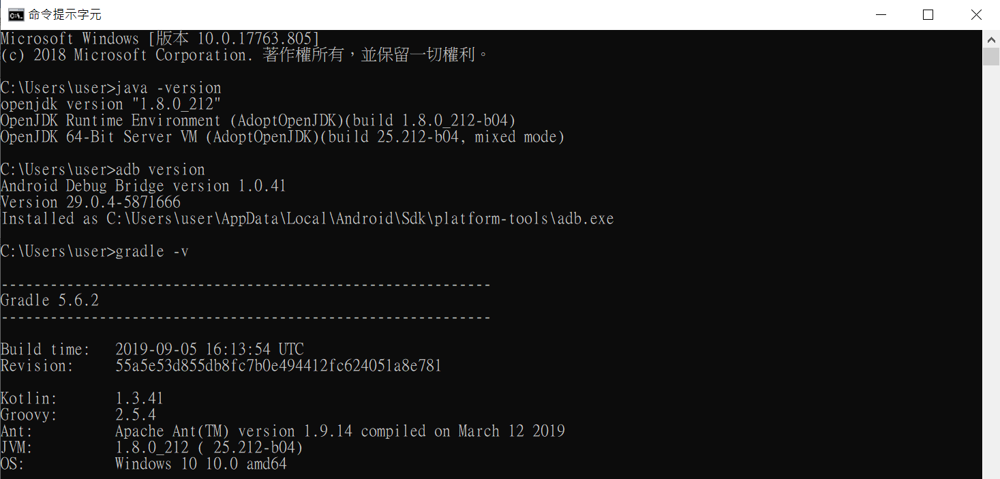 命令提示字元
Microsoft Windows [版本 10.0.17763.805]
(c) 2018 Microsoft Corporation. 著作權所有，並保留一切權利。
C:\Users\user>java -version
openjdk version "1.8.0_212"
OpenJDK Runtime Environment (AdoptOpenJDK)(build 1.8.0_212-b04)
OpenJDK 64-Bit Server VM (AdoptOpenJDK)(build 25.212-b04, mixed mode)
C:\Users\user>adb version
Android Debug Bridge version 1.0.41
Version 29.0.4-5871666
Installed as C:\Users\user\AppData\Local\Android\Sdk\platform-tools\adb.exe
C:\Users\user>gradle -v
------------------------------------------------------------
Gradle 5.6.2
------------------------------------------------------------
Build time:   2019-09-05 16:13:54 UTC
Revision:     55a5e53d855db8fc7b0e494412fc624051a8e781
Kotlin:       1.3.41
Groovy:       2.5.4
Ant:          Apache Ant(TM) version 1.9.14 compiled on March 12 2019
JVM:          1.8.0_212 ( 25.212-b04)
OS:           Windows 10 10.0 amd64